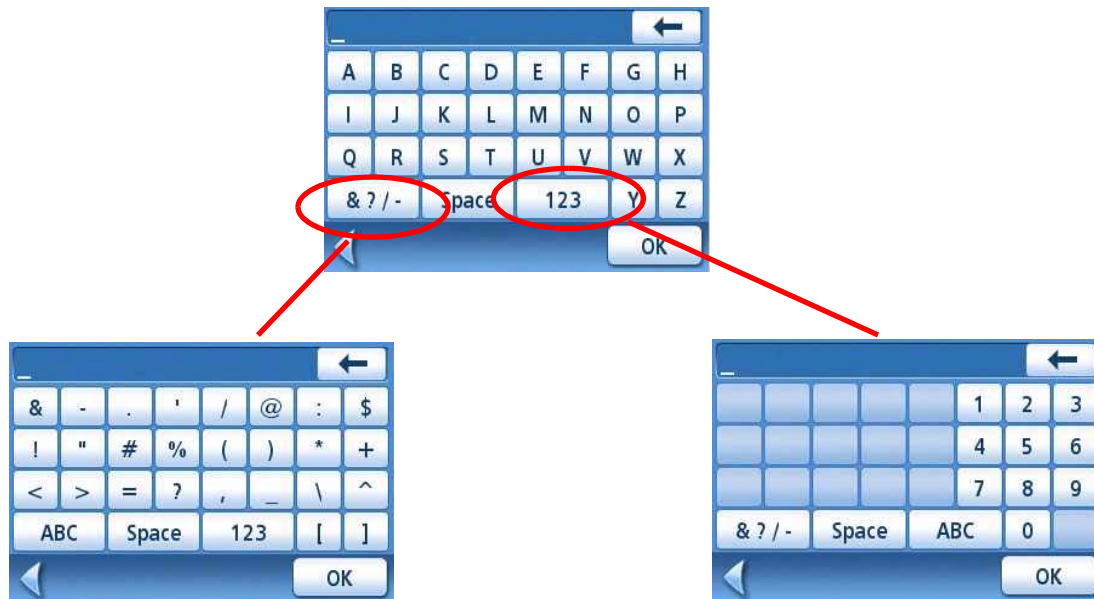 _
A B C D E F G H
I J K L M N O P
Q R S T U V W X
& ? / - Space 123 Y Z
OK
_
& - . ' / @ : $
! " # % ( ) * +
< > = ? , _ \ ^
ABC Space 123 [ ]
OK
_
1 2 3
4 5 6
7 8 9
& ? / - Space ABC 0
OK